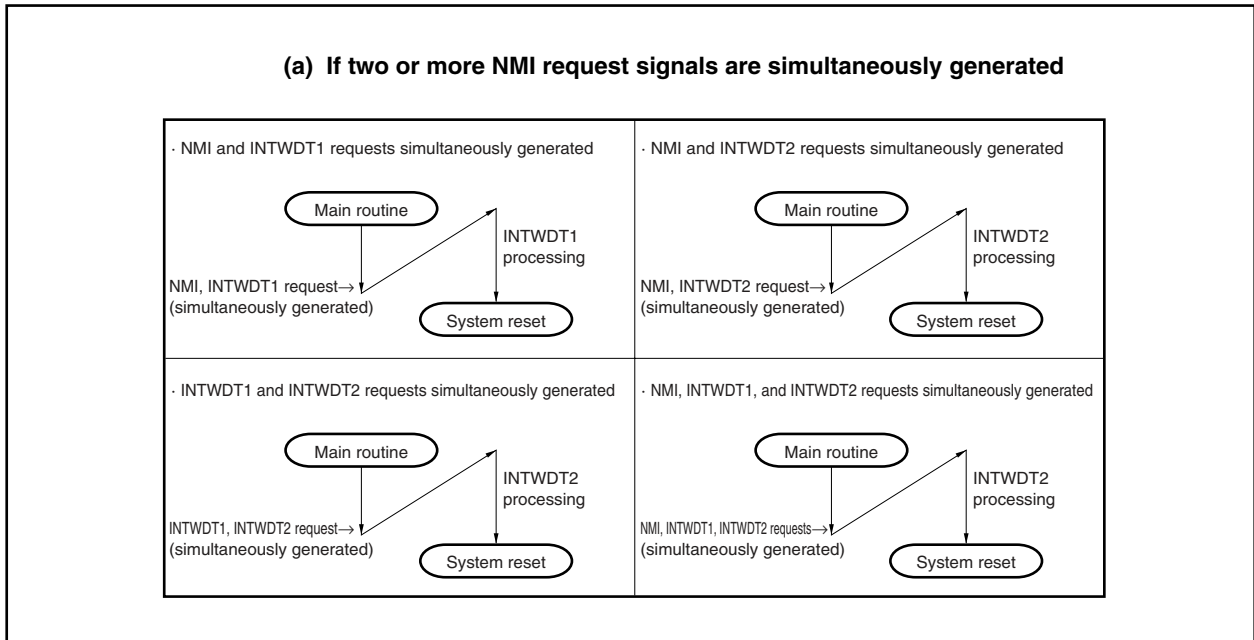 (a) If two or more NMI request signals are simultaneously generated
· NMI and INTWDT1 requests simultaneously generated
Main routine
INTWDT1
processing
NMI, INTWDT1 request→
(simultaneously generated)
System reset
· NMI and INTWDT2 requests simultaneously generated
Main routine
INTWDT2
processing
NMI, INTWDT2 request→
(simultaneously generated)
System reset
· INTWDT1 and INTWDT2 requests simultaneously generated
Main routine
INTWDT2
processing
INTWDT1, INTWDT2 request→
(simultaneously generated)
System reset
· NMI, INTWDT1, and INTWDT2 requests simultaneously generated
Main routine
INTWDT2
processing
NMI, INTWDT1, INTWDT2 requests→
(simultaneously generated)
System reset